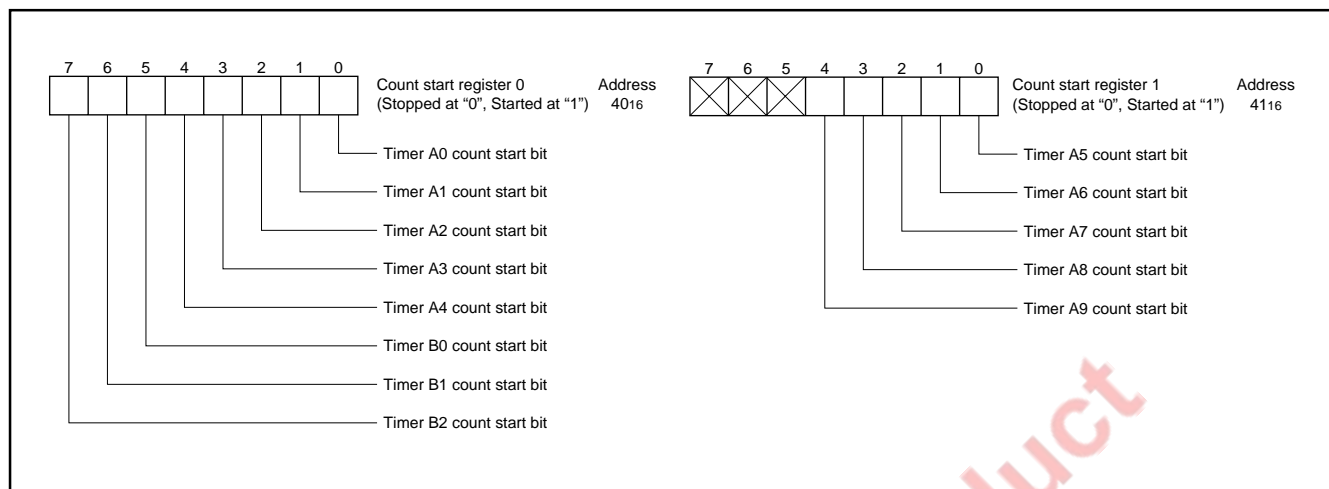 7 6 5 4 3 2 1 0
Count start register 0 Address
(Stopped at “0”, Started at “1”) 4016
Timer A0 count start bit
Timer A1 count start bit
Timer A2 count start bit
Timer A3 count start bit
Timer A4 count start bit
Timer B0 count start bit
Timer B1 count start bit
Timer B2 count start bit
7 6 5 4 3 2 1 0
Count start register 1 Address
(Stopped at “0”, Started at “1”) 4116
Timer A5 count start bit
Timer A6 count start bit
Timer A7 count start bit
Timer A8 count start bit
Timer A9 count start bit
duct